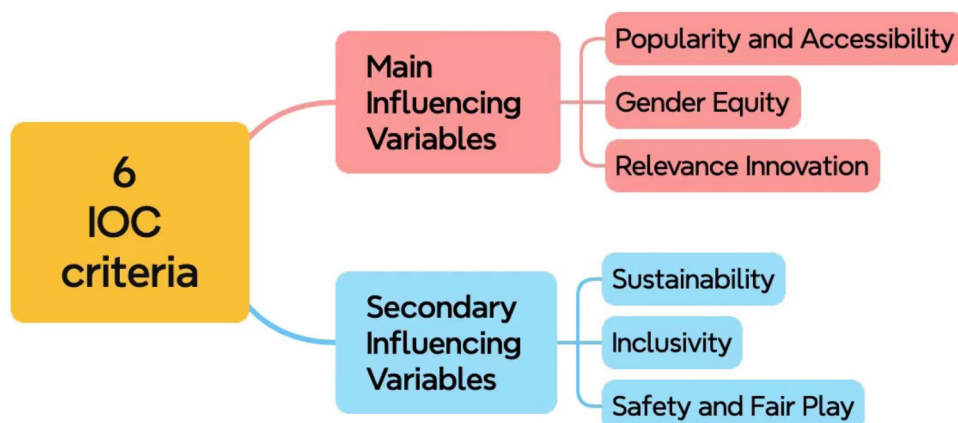 6
IOC
criteria
Main
Influencing
Variables
Popularity and Accessibility
Gender Equity
Relevance Innovation
Secondary
Influencing
Variables
Sustainability
Inclusivity
Safety and Fair Play